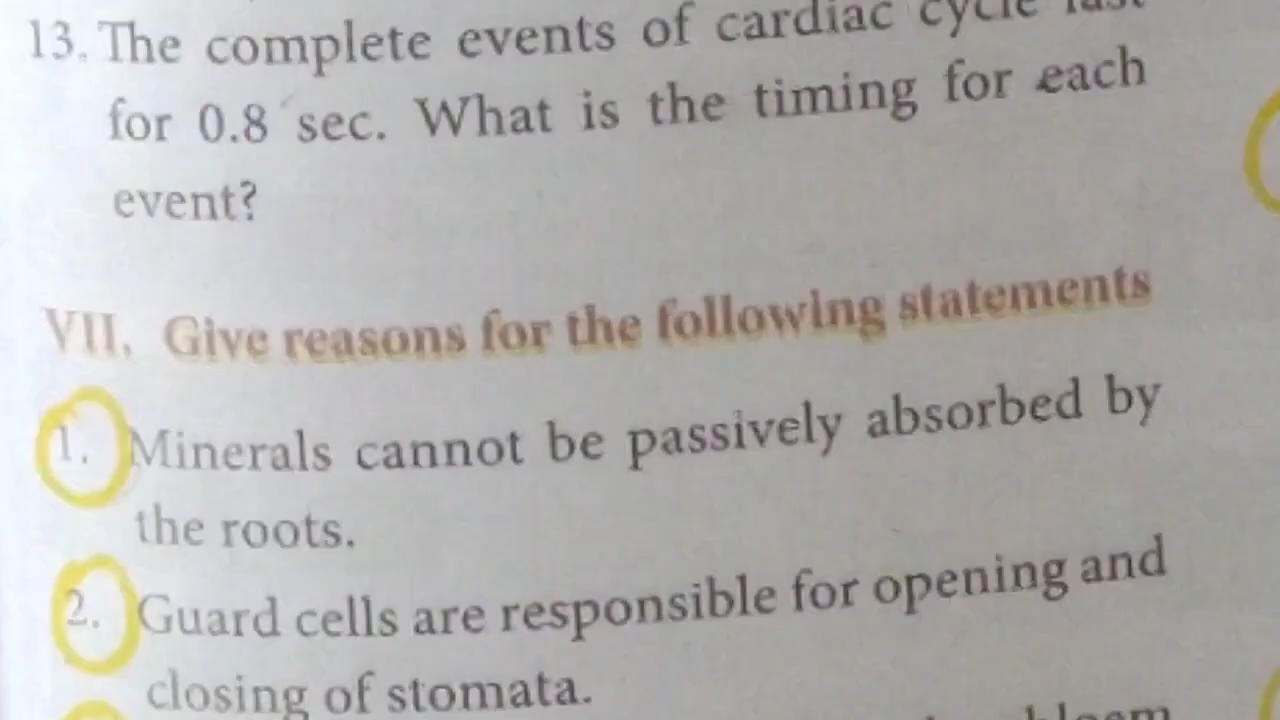 13. The complete events of cardiac cycle last
for 0.8 sec. What is the timing for each
event?
VII. Give reasons for the following statements
1. Minerals cannot be passively absorbed by
the roots.
2. Guard cells are responsible for opening and
closing of stomata.